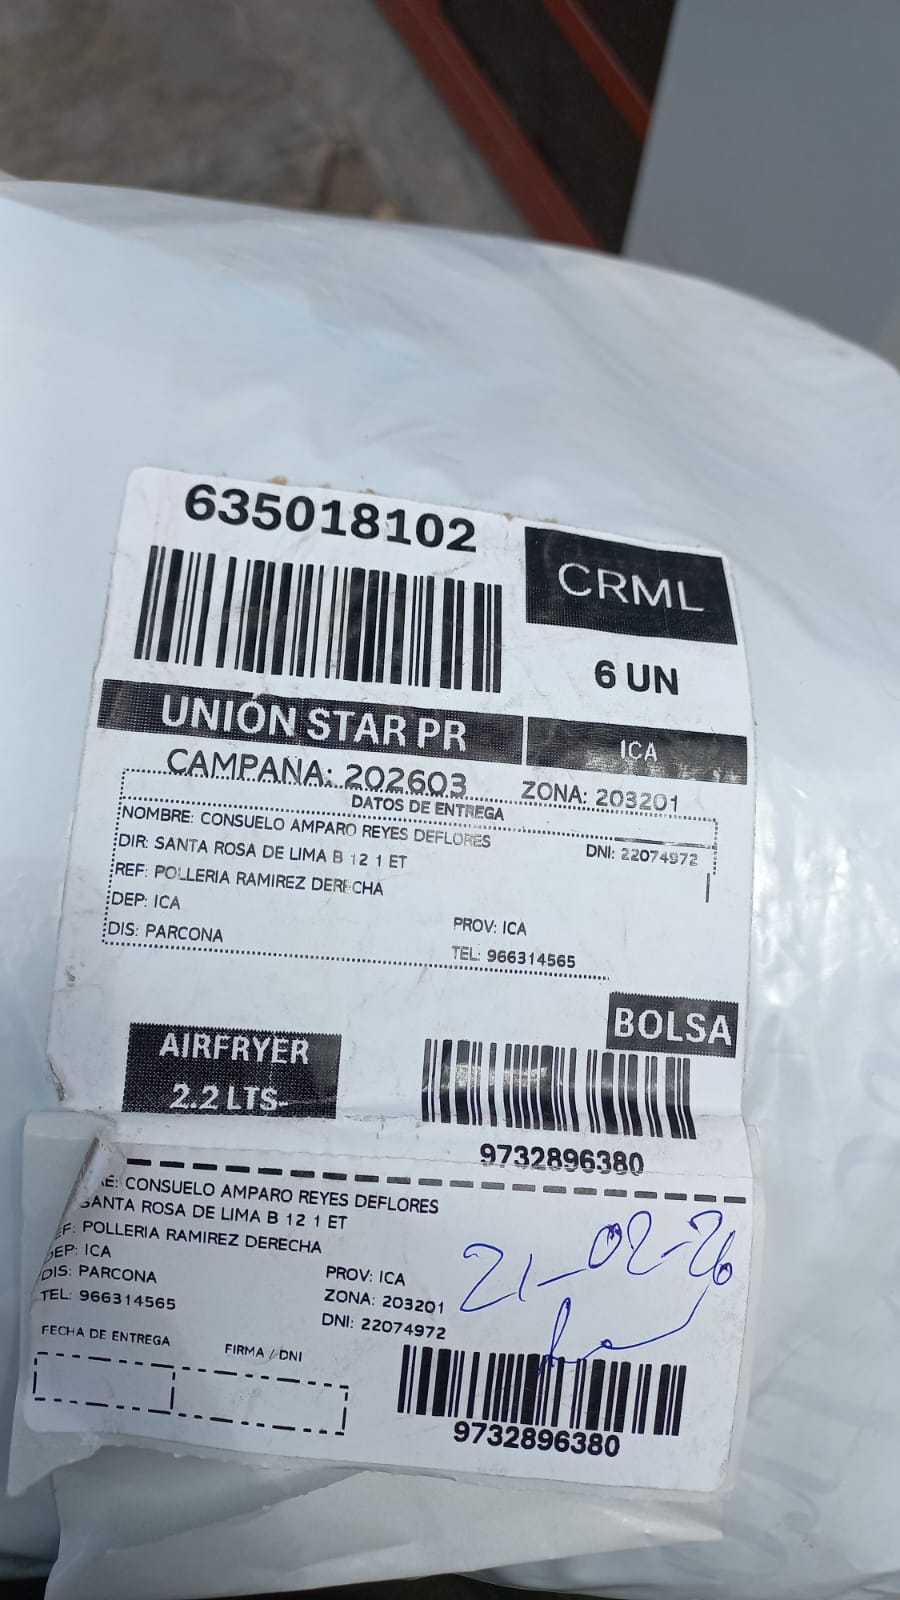 635018102
CRML
6 UN
UNIÓN STAR PR
ICA
CAMPAÑA: 202603
ZONA: 203201
DATOS DE ENTREGA
NOMBRE: CONSUELO AMPARO REYES DEFLORES
DNI: 22074972
DIR: SANTA ROSA DE LIMA B 12 1 ET
REF: POLLERIA RAMIREZ DERECHA
DEP: ICA
PROV: ICA
DIS: PARCONA
TEL: 966314565
BOLSA
AIRFRYER
2.2 LTS-
9732896380
RE: CONSUELO AMPARO REYES DEFLORES
SANTA ROSA DE LIMA B 12 1 ET
EF: POLLERIA RAMIREZ DERECHA
DEP: ICA
PROV: ICA
DIS: PARCONA
ZONA: 203201
TEL: 966314565
DNI: 22074972
21-02-26
FECHA DE ENTREGA
FIRMA / DNI
9732896380